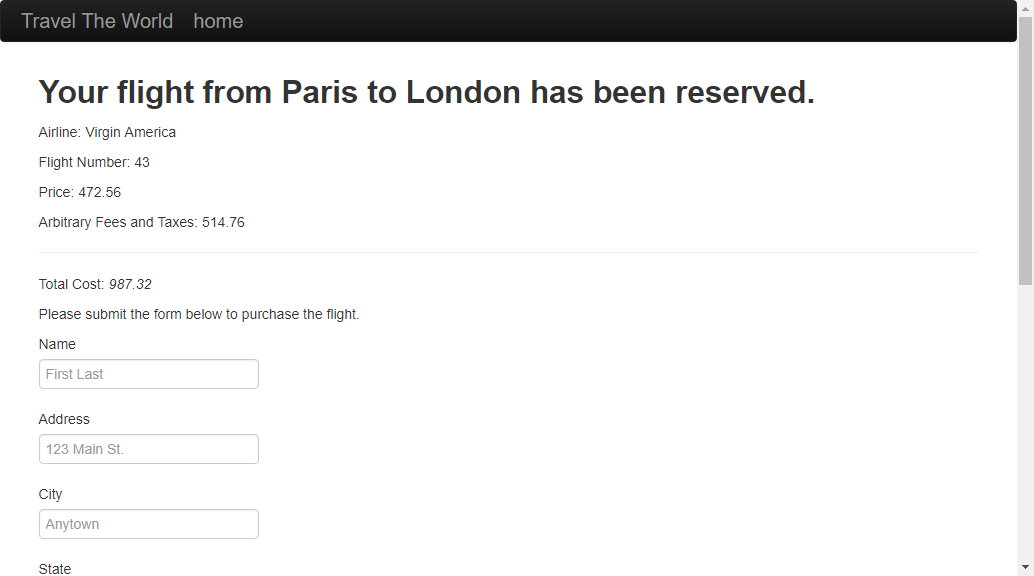 Travel The World home
Your flight from Paris to London has been reserved.
Airline: Virgin America
Flight Number: 43
Price: 472.56
Arbitrary Fees and Taxes: 514.76
Total Cost: 987.32
Please submit the form below to purchase the flight.
Name
First Last
Address
123 Main St.
City
Anytown
State